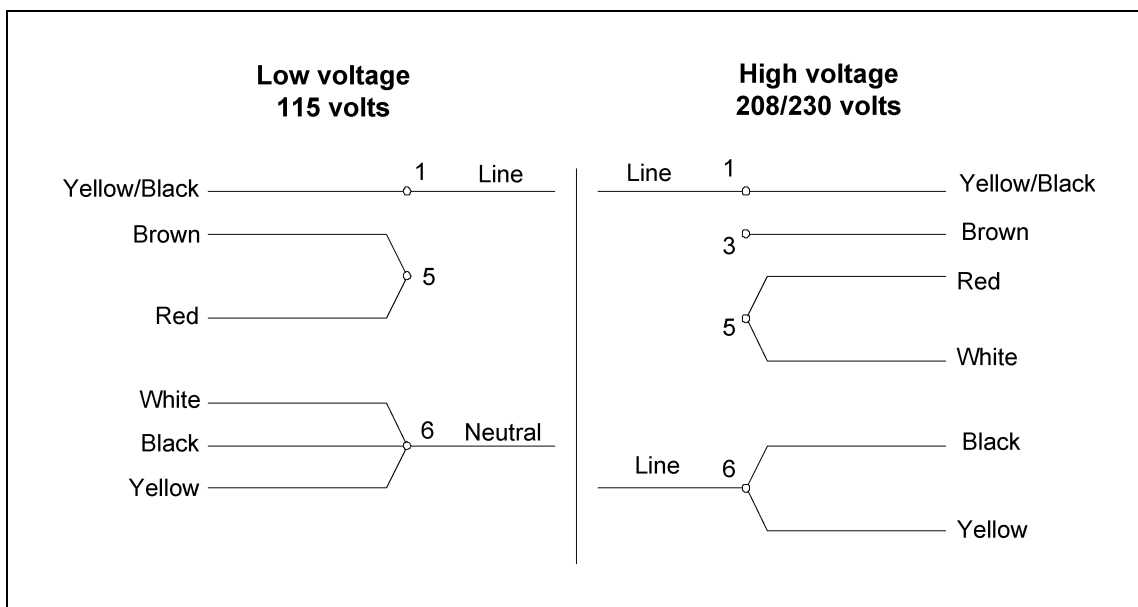 Low voltage
115 volts
Yellow/Black
1
Line
Brown
5
Red
White
6
Neutral
Black
Yellow
High voltage
208/230 volts
Line
1
Yellow/Black
3
Brown
Red
5
White
Black
Line
6
Yellow